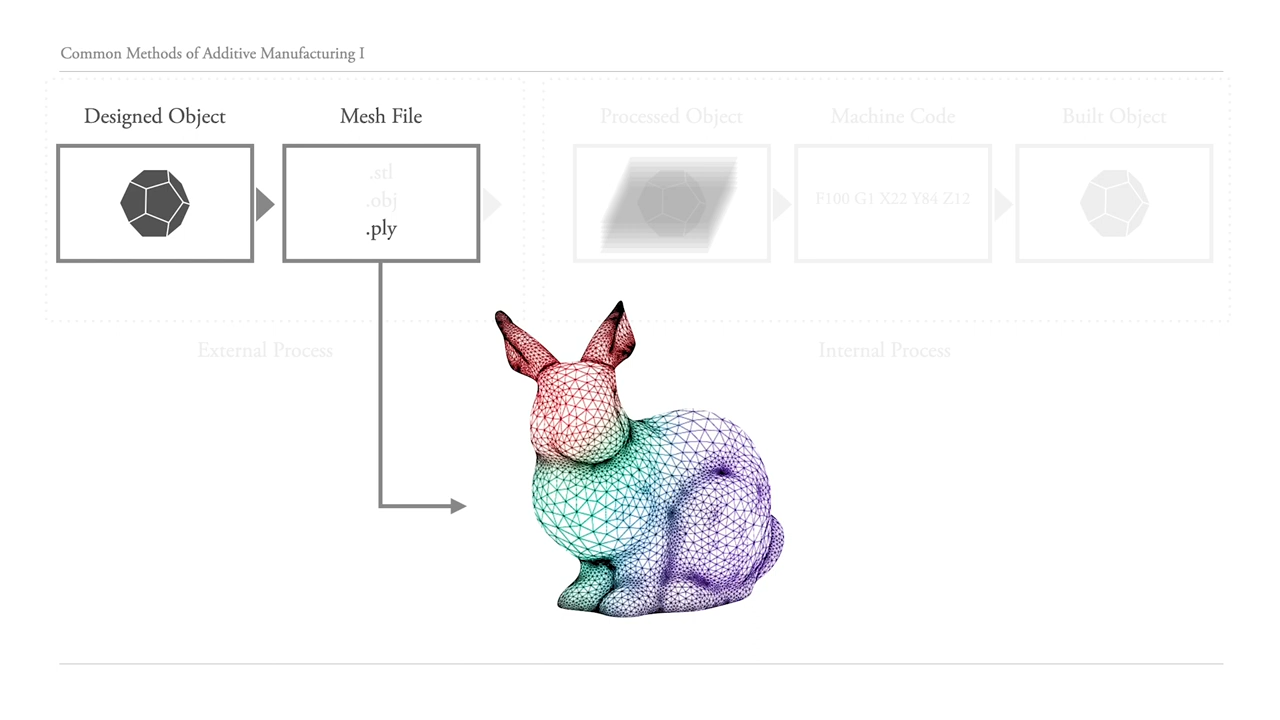 Common Methods of Additive Manufacturing I
Designed Object
Mesh File
Processed Object
Machine Code
Built Object
.stl
.obj
.ply
F100 G1 X22 Y84 Z12
External Process
Internal Process